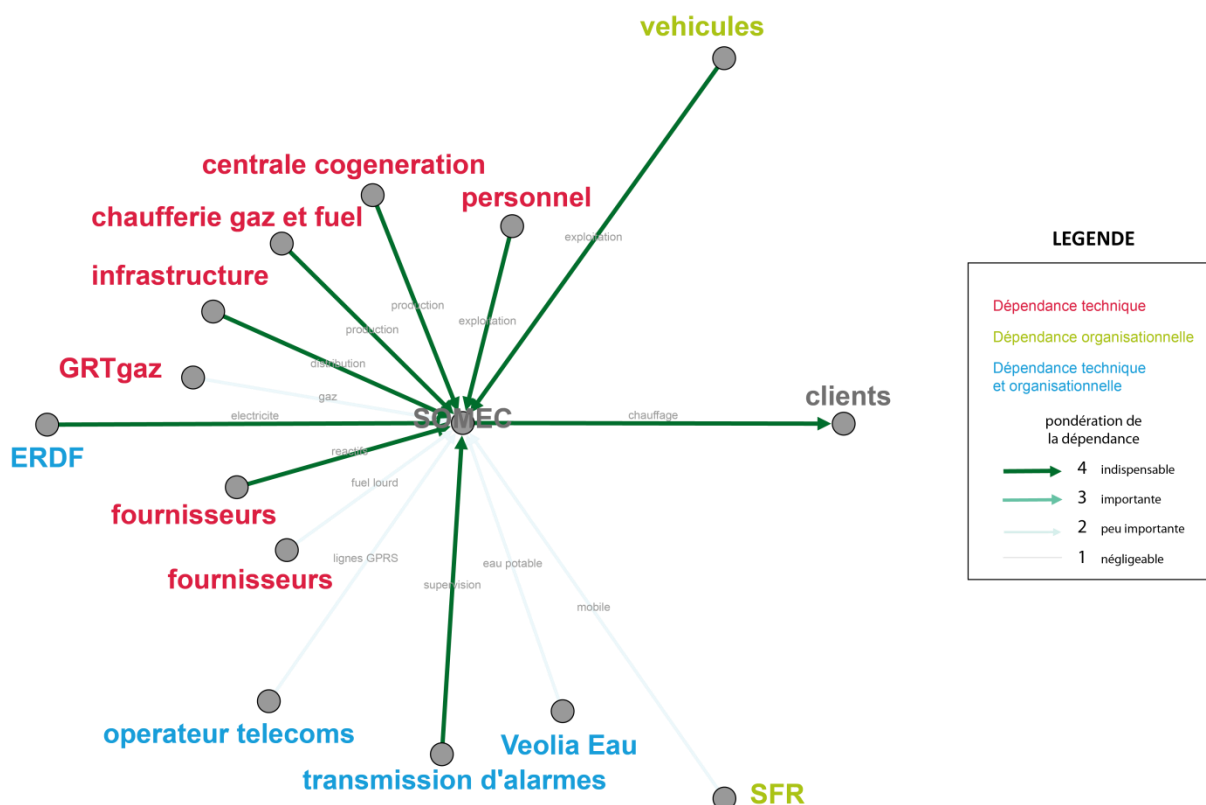 vehicules
centrale cogeneration
personnel
chaufferie gaz et fuel
exploitation
LEGENDE
infrastructure
production
Dépendance technique
exploitation
production
Dépendance organisationnelle
distribution
GRTgaz
Dépendance technique
et organisationnelle
gaz
clients
electricite
SOMEC
chauffage
pondération de
la dépendance
ERDF
reactifs
4 indispensable
fuel lourd
3 importante
fournisseurs
2 peu importante
lignes GPRS
eau potable
1 négligeable
fournisseurs
supervision
mobile
operateur telecoms
Veolia Eau
transmission d'alarmes
SFR